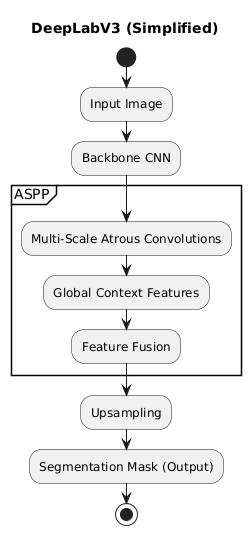 DeepLabV3 (Simplified)
Input Image
Backbone CNN
ASPP
Multi-Scale Atrous Convolutions
Global Context Features
Feature Fusion
Upsampling
Segmentation Mask (Output)